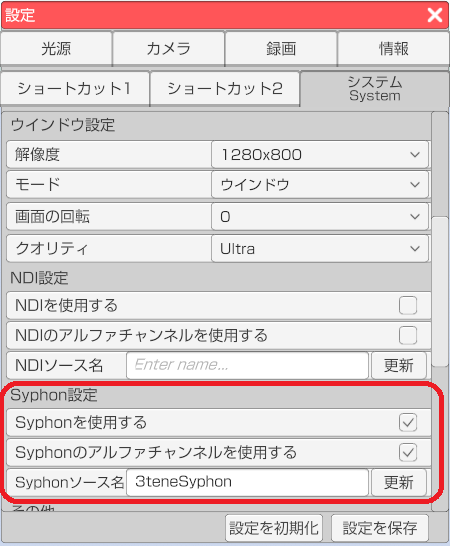 設定
光源 カメラ 録画 情報
ショートカット1 ショートカット2 システム
System
ウインドウ設定
解像度 1280x800
モード ウインドウ
画面の回転 0
クオリティ Ultra
NDI設定
NDIを使用する
NDIのアルファチャンネルを使用する
NDIソース名 Enter name... 更新
Syphon設定
Syphonを使用する
Syphonのアルファチャンネルを使用する
Syphonソース名 3teneSyphon 更新
その他
設定を初期化 設定を保存